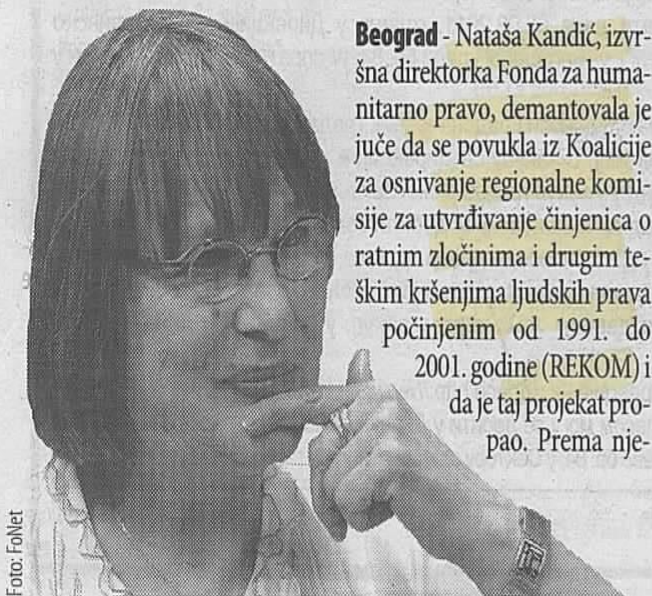 Beograd - Nataša Kandić, izvr-
šna direktorka Fonda za huma-
nitarno pravo, demantovala je
juče da se povukla iz Koalicije
za osnivanje regionalne komi-
sije za utvrđivanje činjenica o
ratnim zločinima i drugim te-
škim kršenjima ljudskih prava
počinjenim od 1991. do
2001. godine (REKOM) i
da je taj projekat pro-
pao. Prema nje-
Foto: FoNet